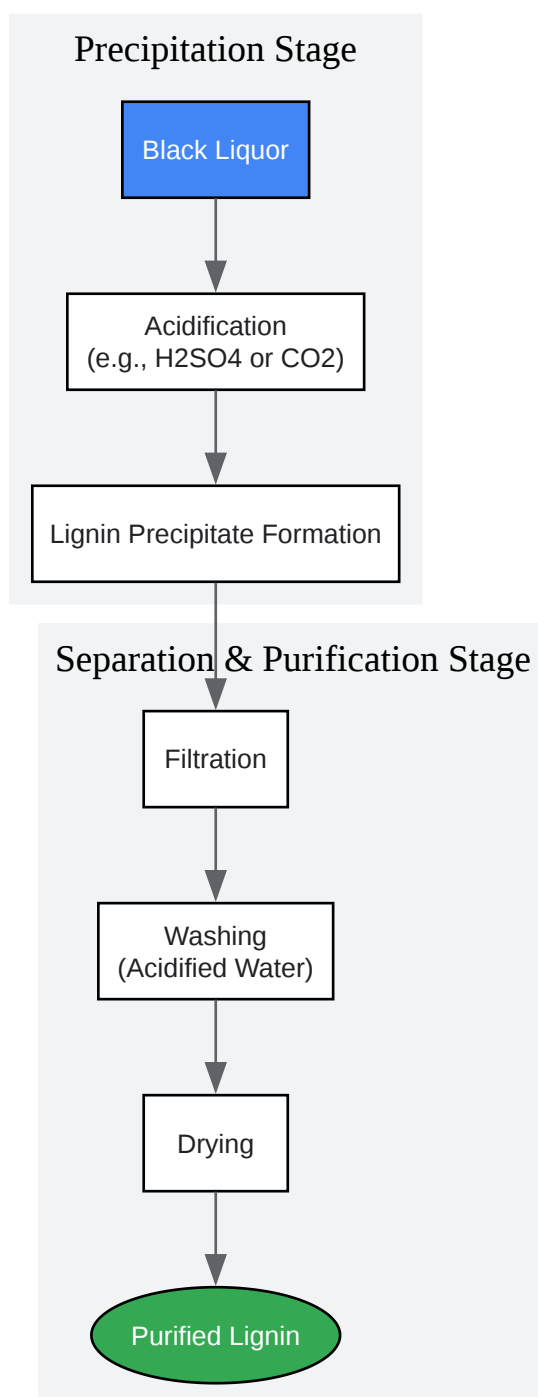 Precipitation Stage
Black Liquor
Acidification
(e.g., H2SO4 or CO2)
Lignin Precipitate Formation
Separation & Purification Stage
Filtration
Washing
(Acidified Water)
Drying
Purified Lignin